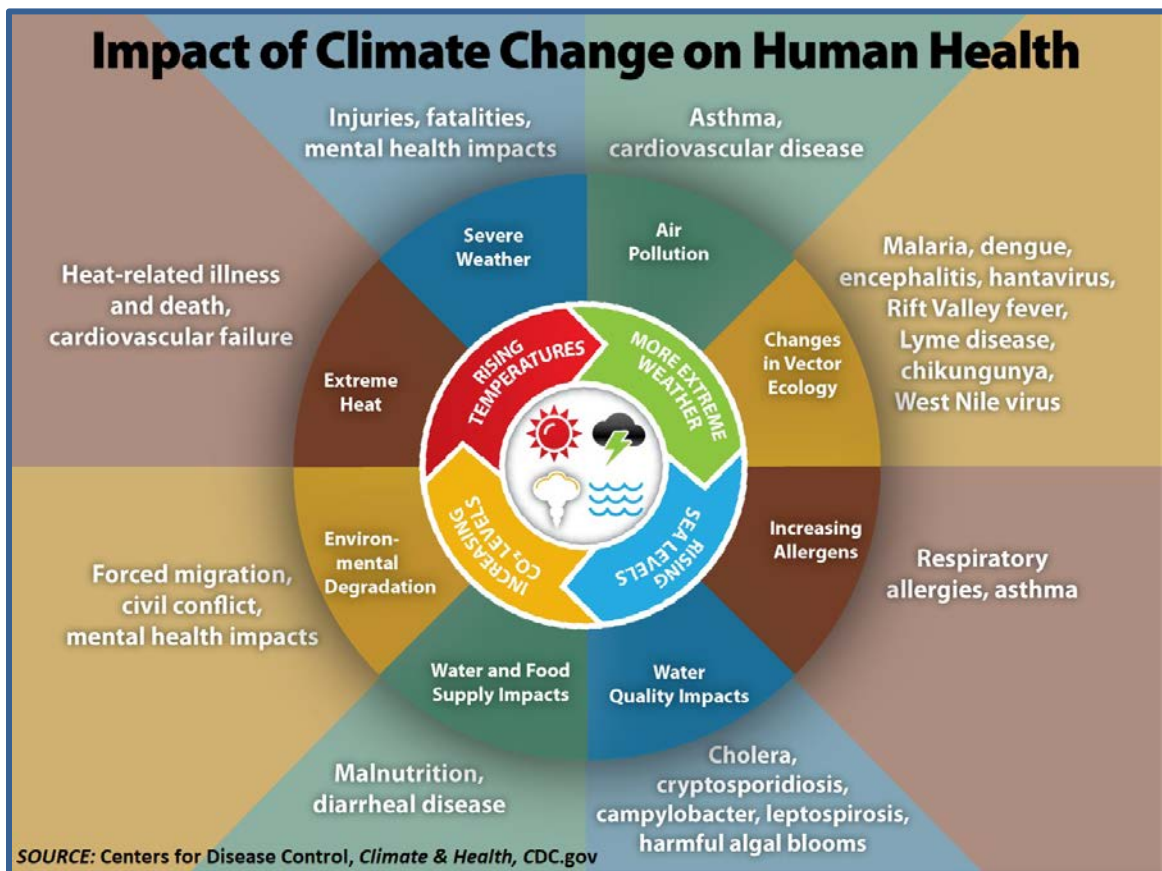 Impact of Climate Change on Human Health
Injuries, fatalities,
mental health impacts
Asthma,
cardiovascular disease
Severe
Weather
Air
Pollution
Heat-related illness
and death,
cardiovascular failure
Malaria, dengue,
encephalitis, hantavirus,
Rift Valley fever,
Lyme disease,
chikungunya,
West Nile virus
Extreme
Heat
Changes
in Vector
Ecology
RISING
TEMPERATURES
MORE EXTREME
WEATHER
INCREASING
CO₂ LEVELS
RISING
SEA LEVELS
Environ-
mental
Degradation
Increasing
Allergens
Forced migration,
civil conflict,
mental health impacts
Respiratory
allergies, asthma
Water and Food
Supply Impacts
Water
Quality Impacts
Malnutrition,
diarrheal disease
Cholera,
cryptosporidiosis,
campylobacter, leptospirosis,
harmful algal blooms
SOURCE: Centers for Disease Control, Climate & Health, CDC.gov